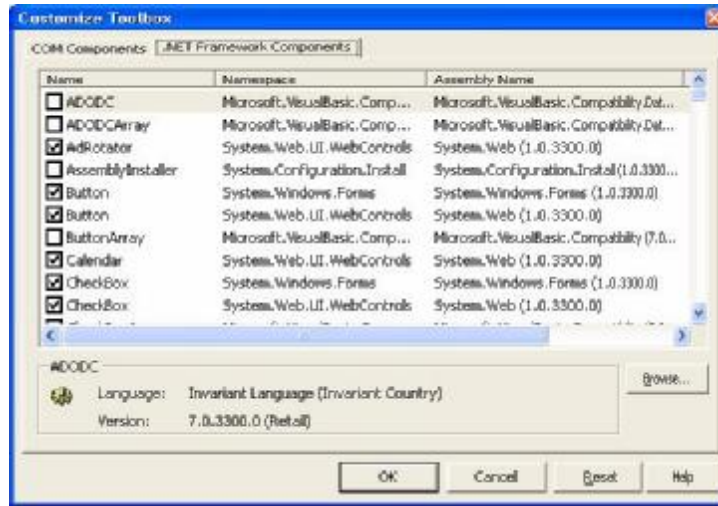 Customize Toolbox
COM Components .NET Framework Components
Name Namespace Assembly Name
ADODC Microsoft.VisualBasic.Comp... Microsoft.VisualBasic.Compatibility.Dat...
ADODCArray Microsoft.VisualBasic.Comp... Microsoft.VisualBasic.Compatibility.Dat...
AdRotator System.Web.UI.WebControls System.Web (1.0.3300.0)
AssemblyInstaller System.Configuration.Install System.Configuration.Install (1.0.3300...
Button System.Windows.Forms System.Windows.Forms (1.0.3300.0)
Button System.Web.UI.WebControls System.Web (1.0.3300.0)
ButtonArray Microsoft.VisualBasic.Comp... Microsoft.VisualBasic.Compatibility (7.0...
Calendar System.Web.UI.WebControls System.Web (1.0.3300.0)
CheckBox System.Windows.Forms System.Windows.Forms (1.0.3300.0)
CheckBox System.Web.UI.WebControls System.Web (1.0.3300.0)
ADODC
Browse...
Language: Invariant Language (Invariant Country)
Version: 7.0.3300.0 (Retail)
OK Cancel Reset Help